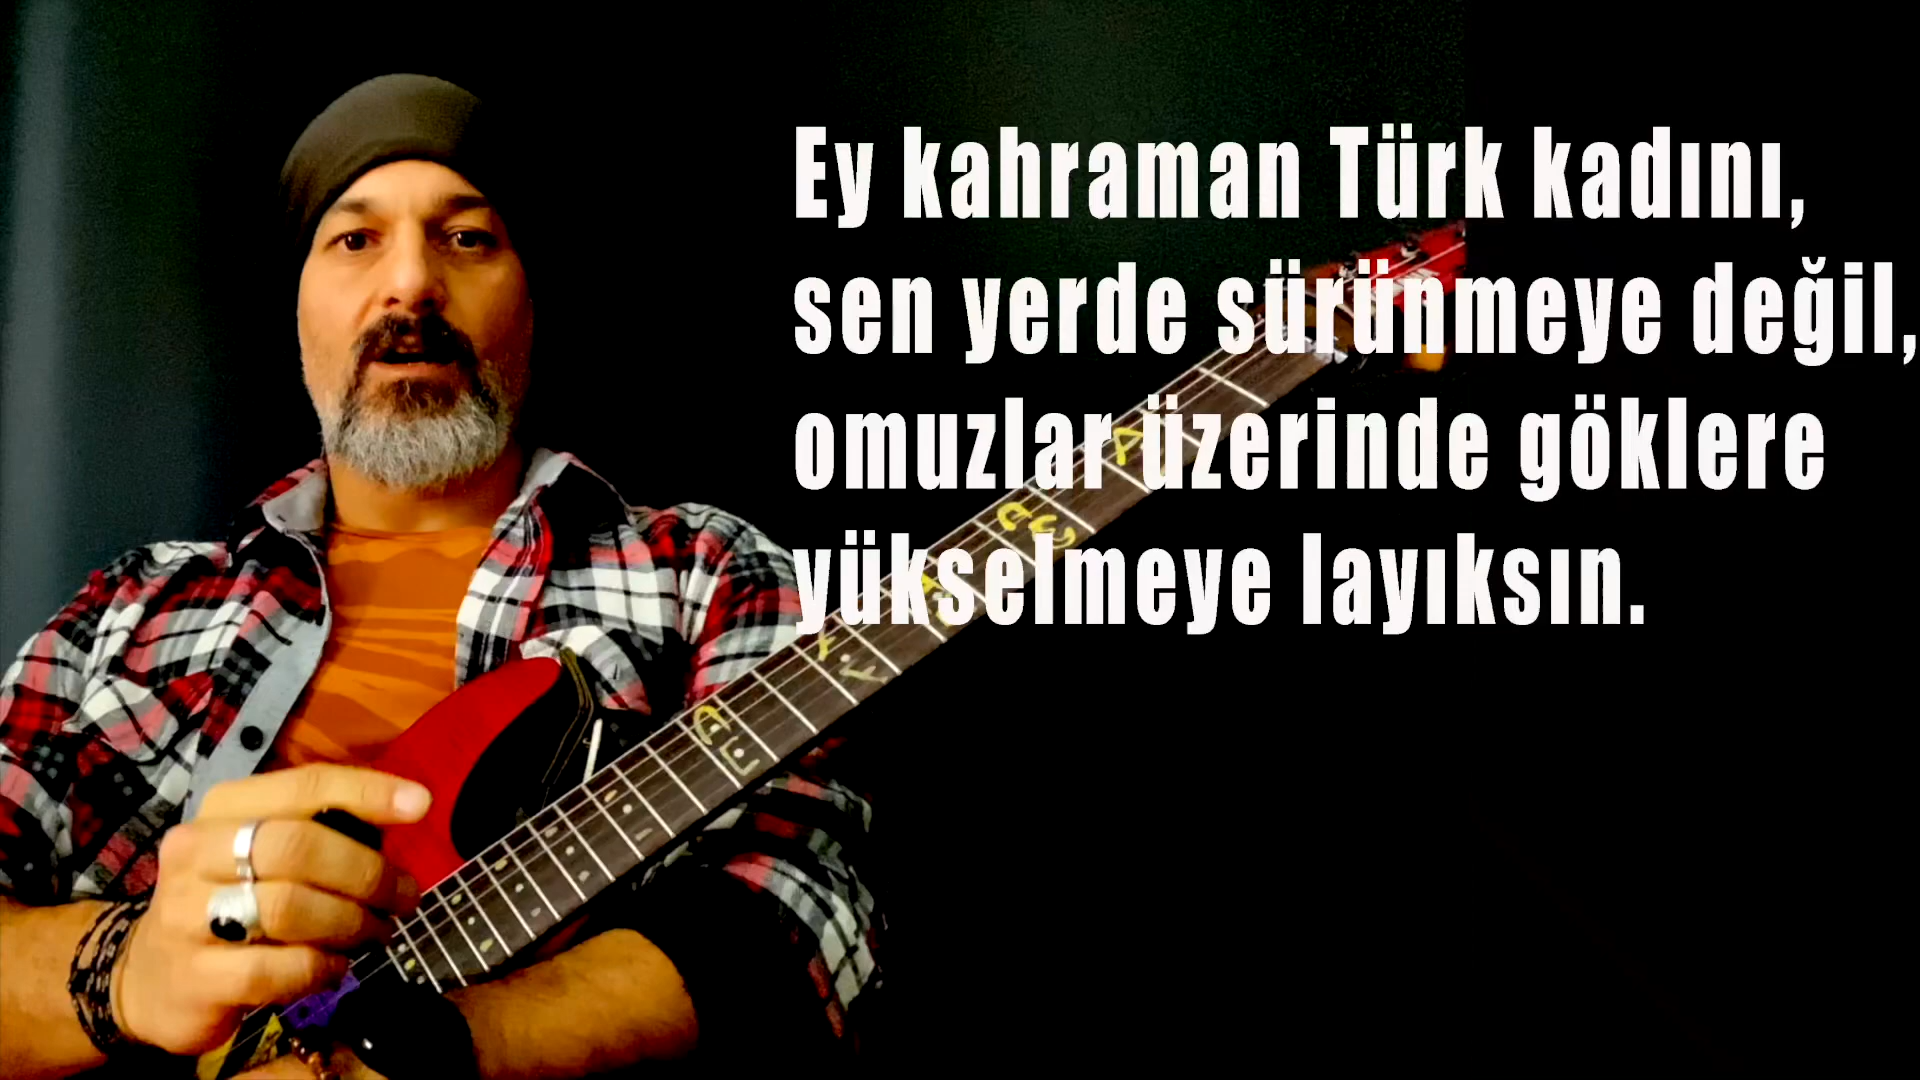 Ey kahraman Türk kadını,
sen yerde sürünmeye değil,
omuzlar üzerinde göklere
yükselmeye layıksın.